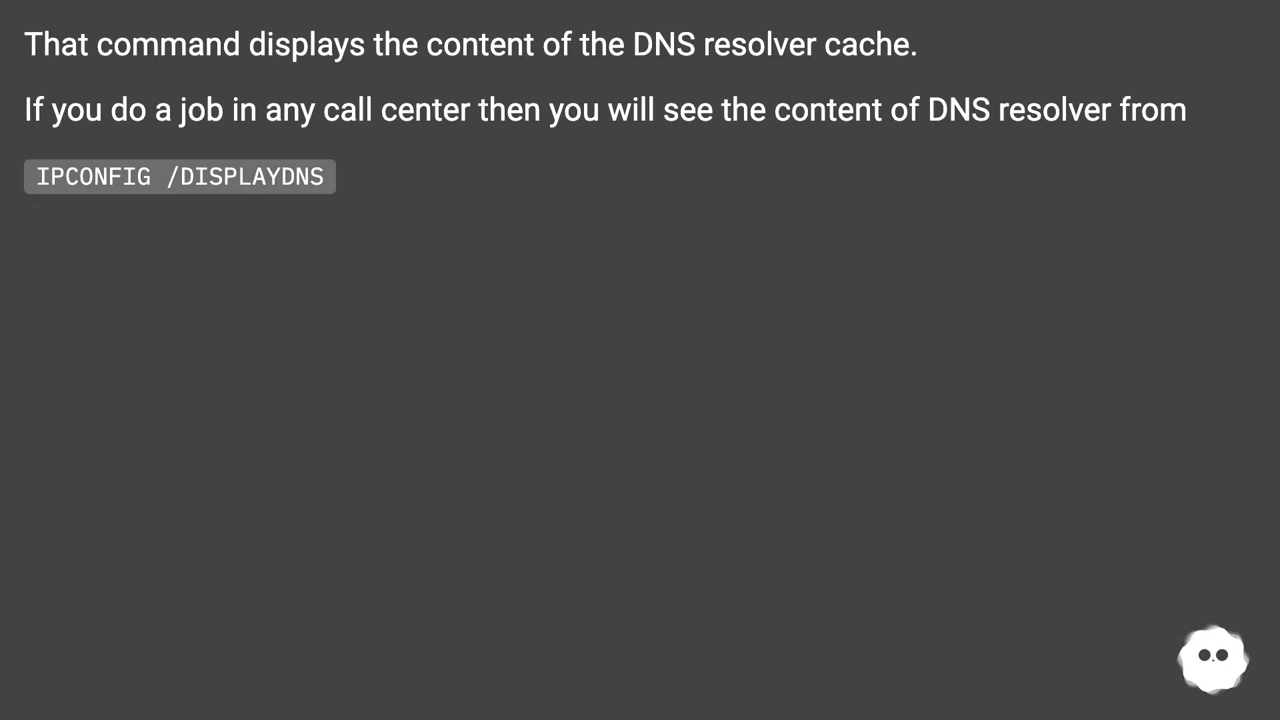 That command displays the content of the DNS resolver cache.
If you do a job in any call center then you will see the content of DNS resolver from
IPCONFIG /DISPLAYDNS